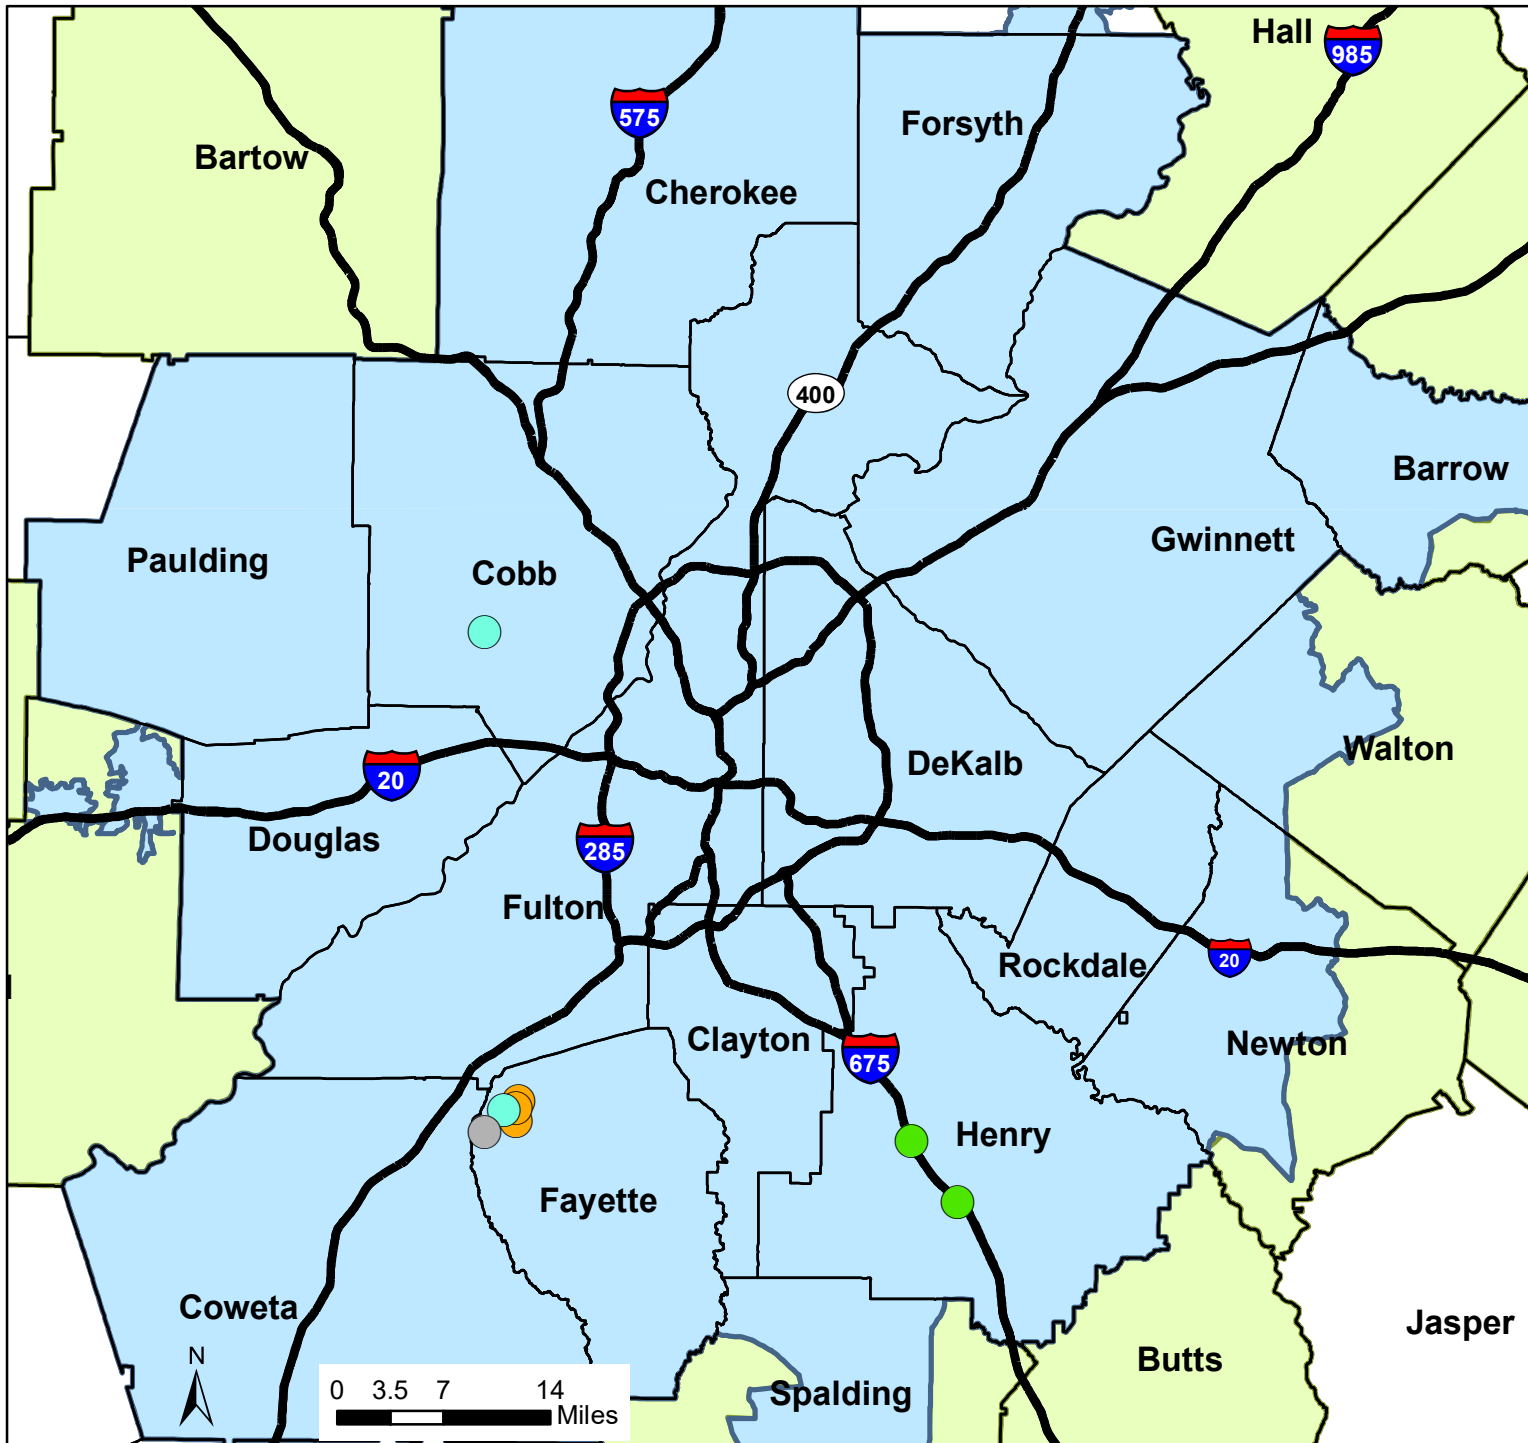 Hall
985
575
Forsyth
Bartow
Cherokee
400
Barrow
Gwinnett
Paulding
Cobb
Walton
DeKalb
20
Douglas
285
Fulton
Rockdale
20
Clayton
Newton
675
Henry
Fayette
Coweta
Jasper
N
Butts
0 3.5 7 14
Spalding
Miles